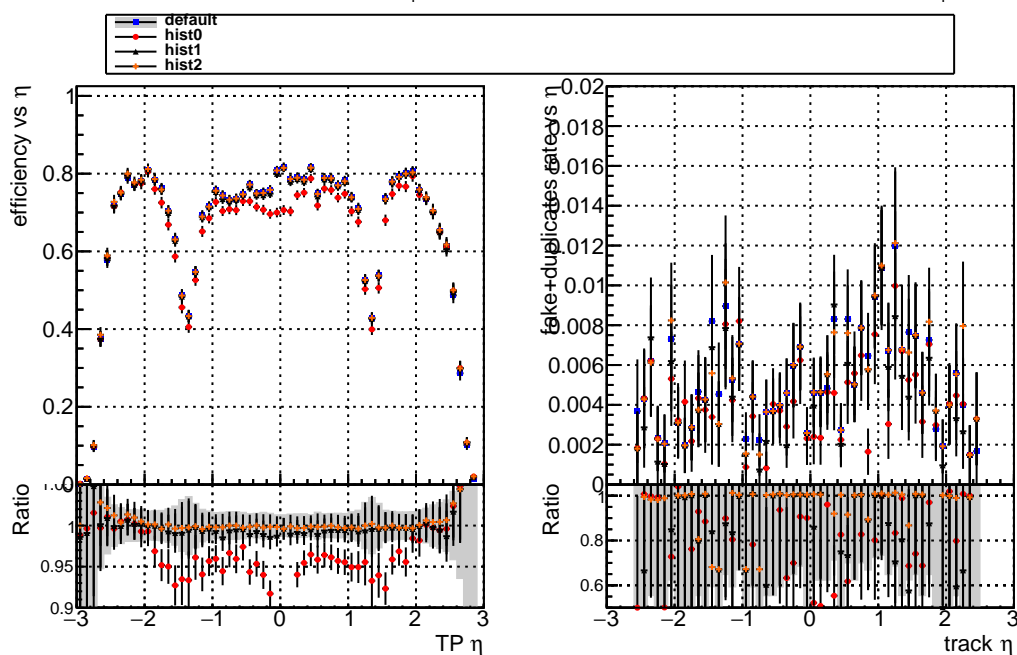 default
hist0
hist1
hist2
efficiency vs η
1
0.8
0.6
0.4
0.2
0
Ratio
1
0.95
0.9
−3 −2 −1 0 1 2 3
TP η
fake+duplicates rate vs η
0.02
0.018
0.016
0.014
0.012
0.01
0.008
0.006
0.004
0.002
0
Ratio
1
0.8
0.6
−3 −2 −1 0 1 2 3
track η